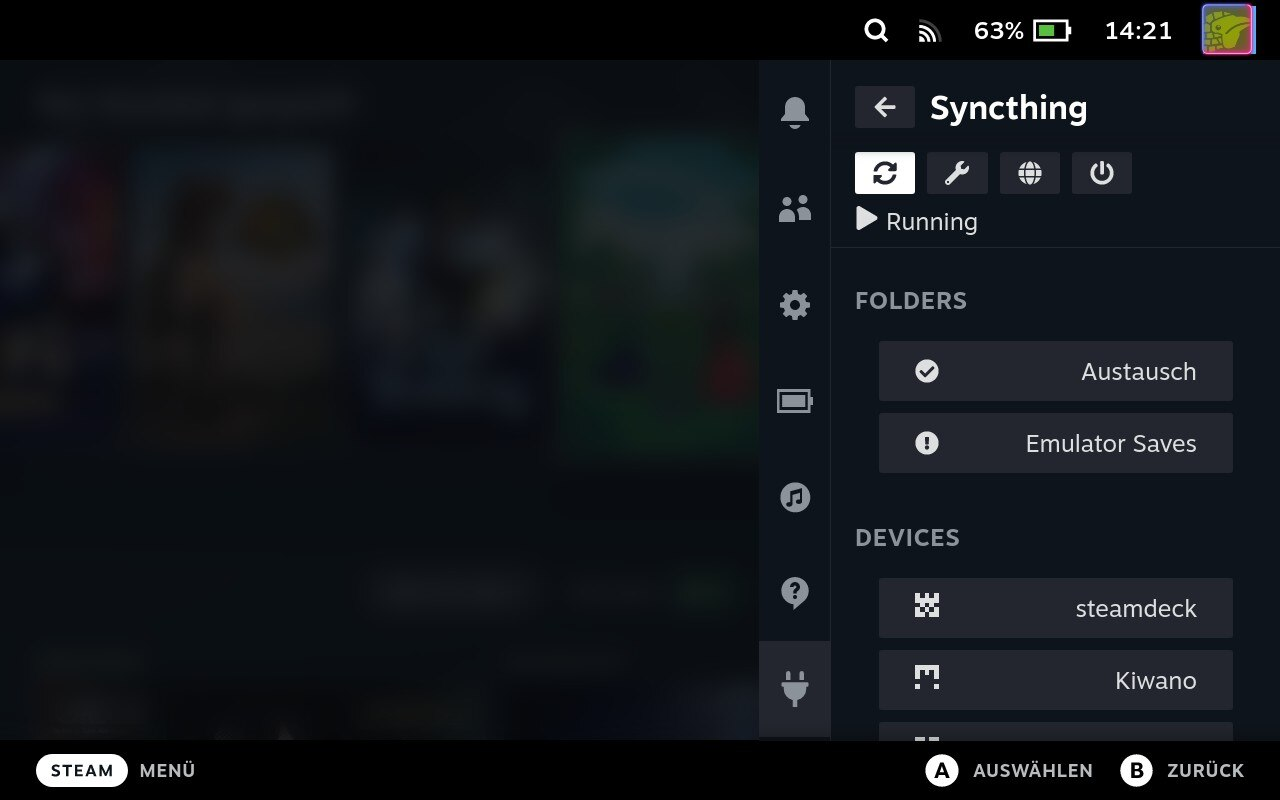 63% 14:21
Syncthing
Running
FOLDERS
Austausch
Emulator Saves
DEVICES
steamdeck
Kiwano
STEAM MENÜ A AUSWÄHLEN B ZURÜCK